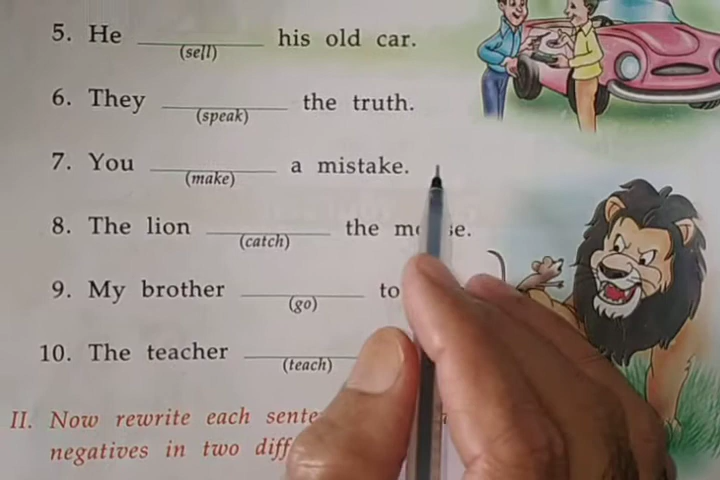 5. He ________ his old car.
(sell)
6. They ________ the truth.
(speak)
7. You ________ a mistake.
(make)
8. The lion ________ the
(catch)
9. My brother ________ to
(go)
10. The teacher ________
(teach)
II. Now rewrite each
negatives in two